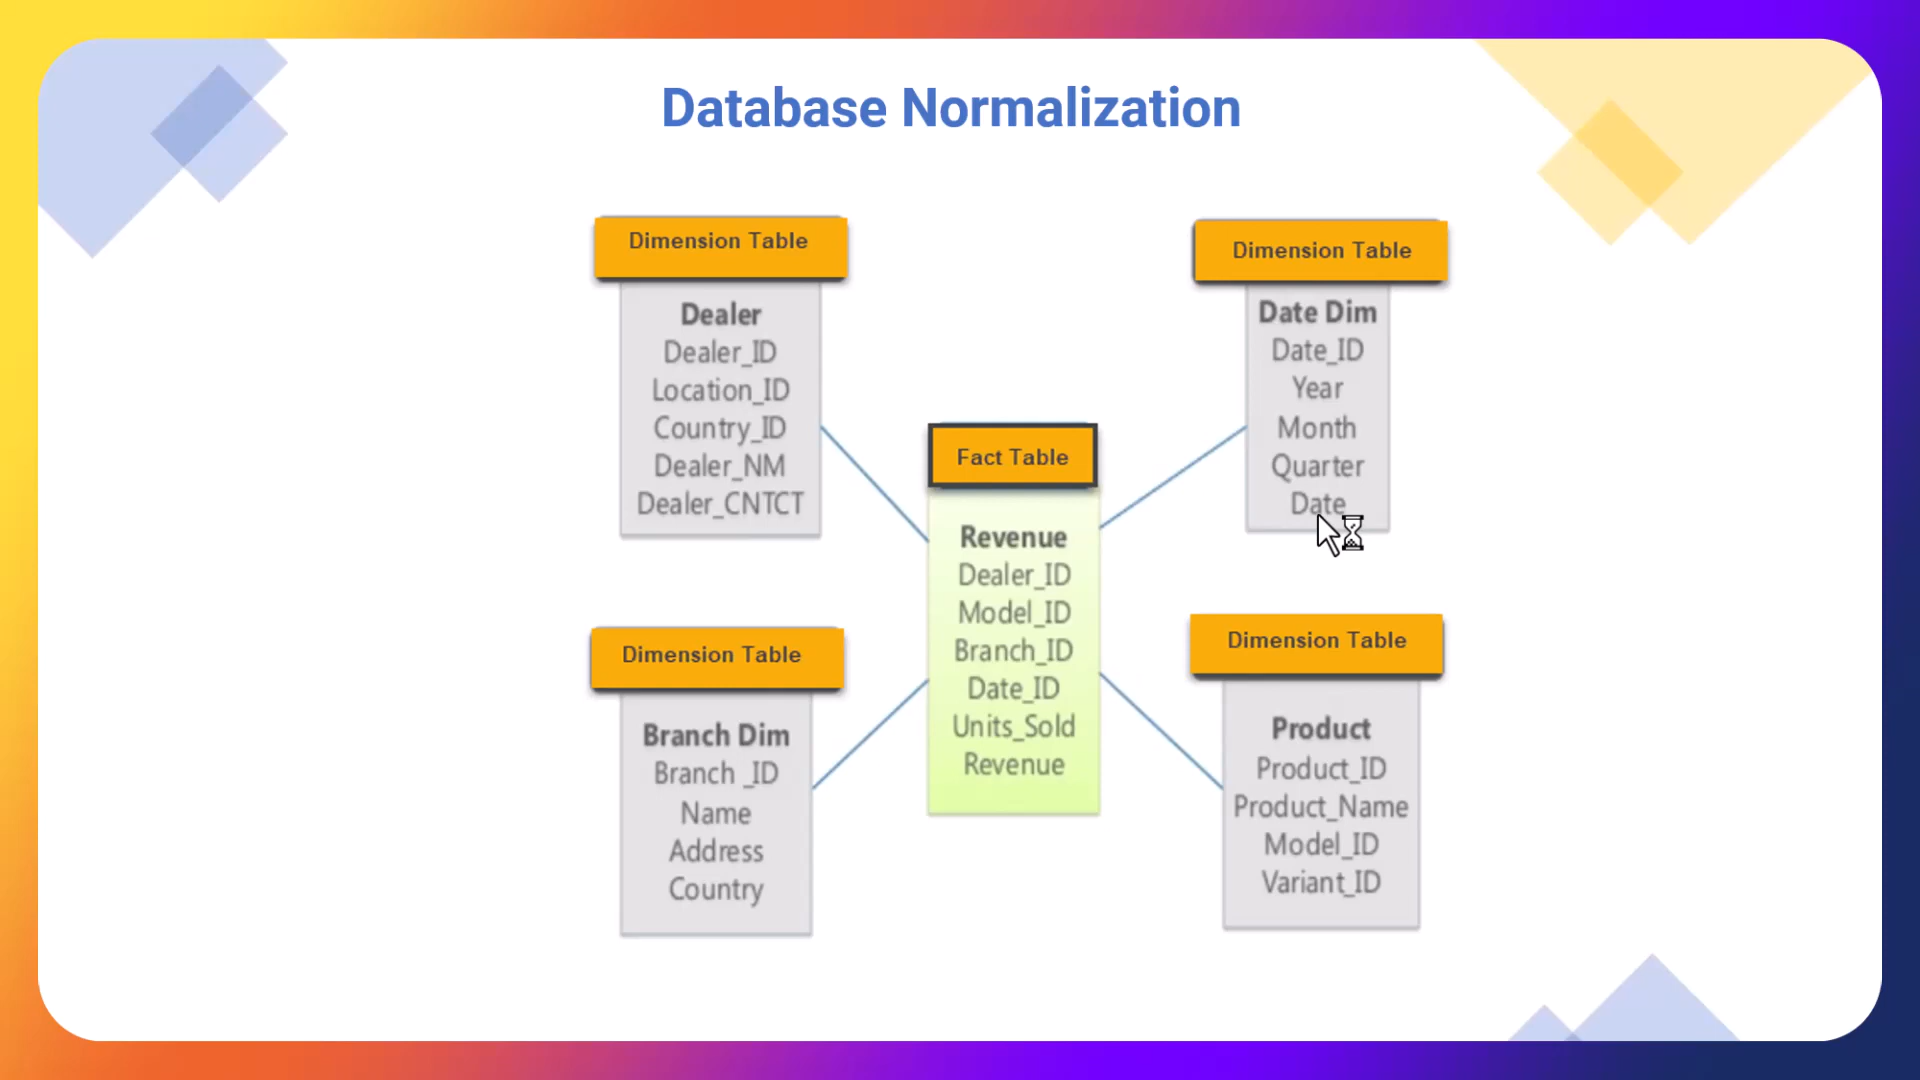 Database Normalization
Dimension Table
Dealer
Dealer_ID
Location_ID
Country_ID
Dealer_NM
Dealer_CNTCT
Dimension Table
Date Dim
Date_ID
Year
Month
Quarter
Date
Fact Table
Revenue
Dealer_ID
Model_ID
Branch_ID
Date_ID
Units_Sold
Revenue
Dimension Table
Branch Dim
Branch _ID
Name
Address
Country
Dimension Table
Product
Product_ID
Product_Name
Model_ID
Variant_ID